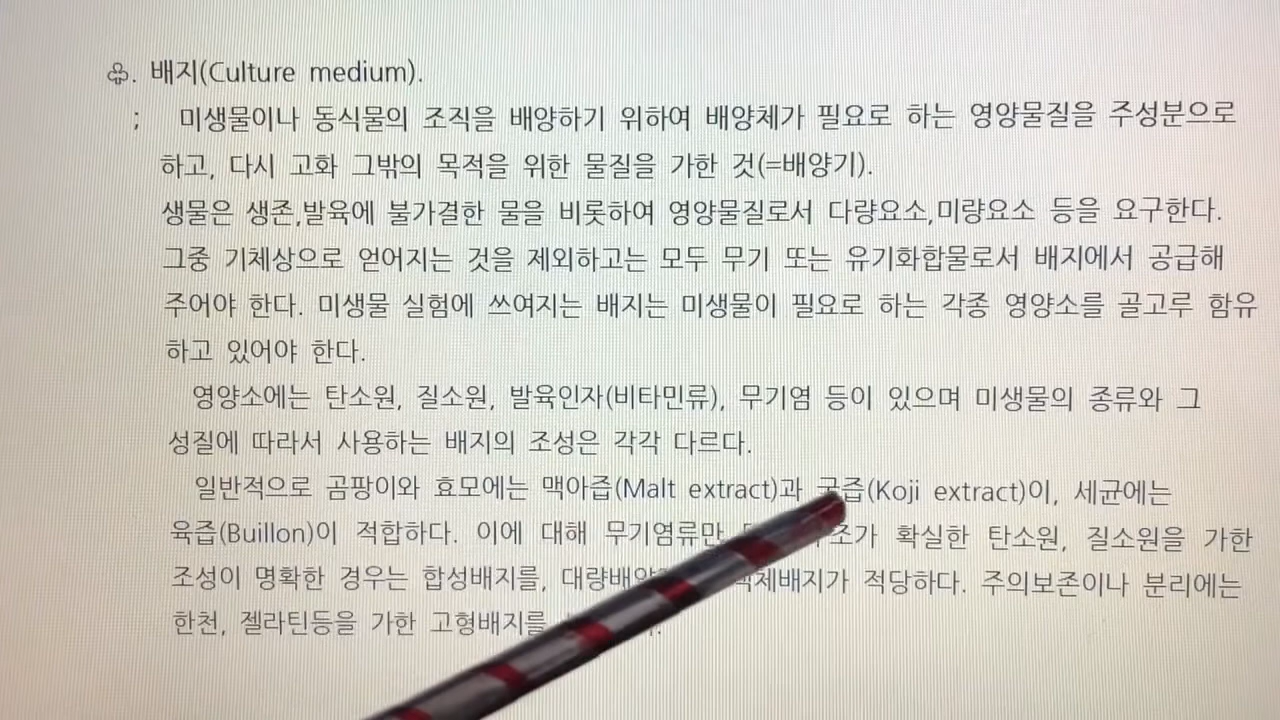 ♧. 배지(Culture medium).
; 미생물이나 동식물의 조직을 배양하기 위하여 배양체가 필요로 하는 영양물질을 주성분으로
하고, 다시 고화 그밖의 목적을 위한 물질을 가한 것(=배양기).
생물은 생존,발육에 불가결한 물을 비롯하여 영양물질로서 다량요소,미량요소 등을 요구한다.
그중 기체상으로 얻어지는 것을 제외하고는 모두 무기 또는 유기화합물로서 배지에서 공급해
주어야 한다. 미생물 실험에 쓰여지는 배지는 미생물이 필요로 하는 각종 영양소를 골고루 함유
하고 있어야 한다.
영양소에는 탄소원, 질소원, 발육인자(비타민류), 무기염 등이 있으며 미생물의 종류와 그
성질에 따라서 사용하는 배지의 조성은 각각 다르다.
일반적으로 곰팡이와 효모에는 맥아즙(Malt extract)과 국즙(Koji extract)이, 세균에는
육즙(Buillon)이 적합하다. 이에 대해 무기염류만 확실한 탄소원, 질소원을 가한
조성이 명확한 경우는 합성배지를, 적당하다. 주의보존이나 분리에는
한천, 젤라틴등을 가한 고형배지를